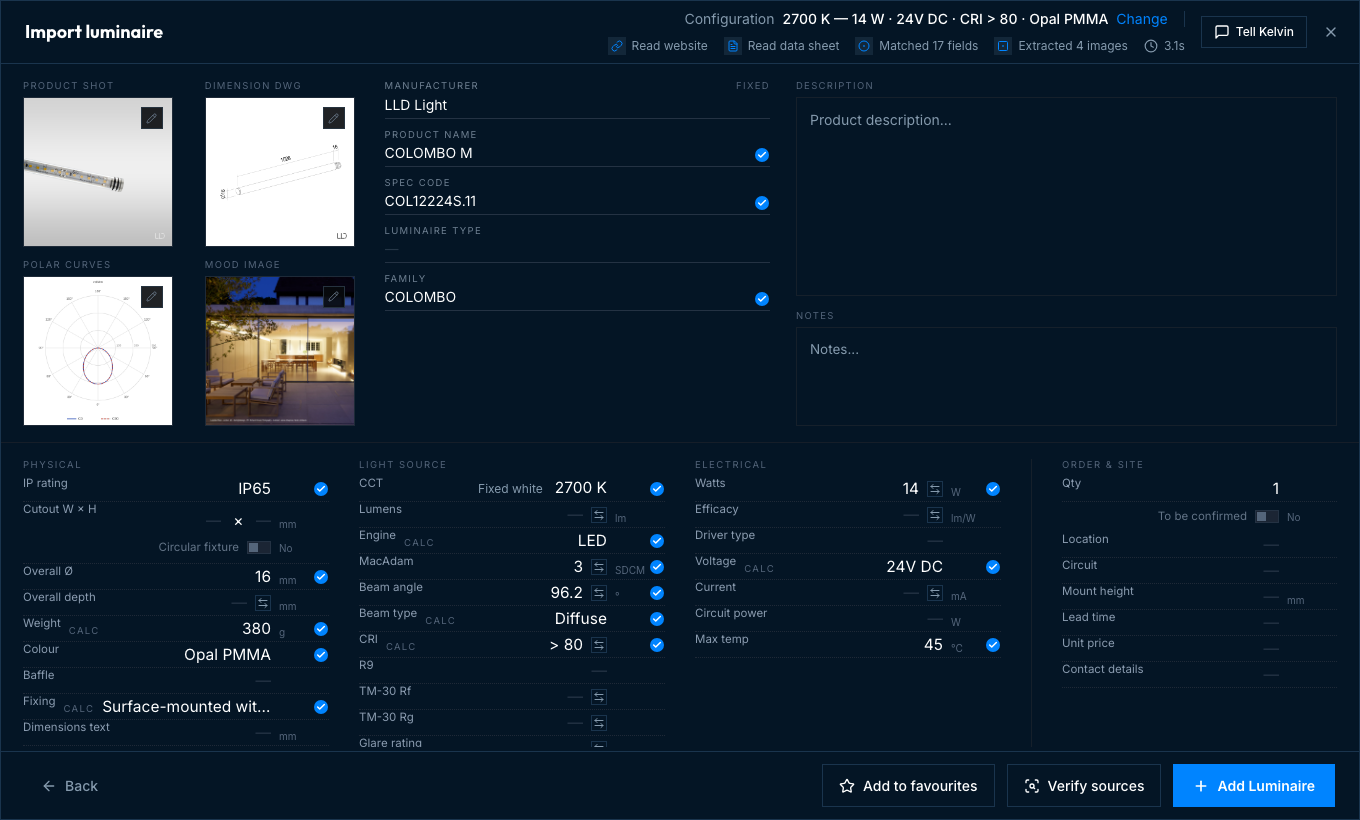 Import luminaire
Configuration 2700 K — 14 W · 24V DC · CRI > 80 · Opal PMMA Change
Read website Read data sheet Matched 17 fields Extracted 4 images 3.1s
Tell Kelvin
PRODUCT SHOT
DIMENSION DWG
POLAR CURVES
MOOD IMAGE
MANUFACTURER FIXED
LLD Light
PRODUCT NAME
COLOMBO M
SPEC CODE
COL12224S.11
LUMINAIRE TYPE
—
FAMILY
COLOMBO
DESCRIPTION
Product description...
NOTES
Notes...
PHYSICAL
IP rating IP65
Cutout W × H — × — mm
Circular fixture No
Overall Ø 16 mm
Overall depth — mm
Weight CALC 380 g
Colour Opal PMMA
Baffle —
Fixing CALC Surface-mounted wit...
Dimensions text — mm
LIGHT SOURCE
CCT Fixed white 2700 K
Lumens — lm
Engine CALC LED
MacAdam 3 SDCM
Beam angle 96.2 °
Beam type CALC Diffuse
CRI CALC > 80
R9 —
TM-30 Rf —
TM-30 Rg —
Glare rating
ELECTRICAL
Watts 14 W
Efficacy — lm/W
Driver type —
Voltage CALC 24V DC
Current — mA
Circuit power — W
Max temp 45 °C
ORDER & SITE
Qty 1
To be confirmed No
Location —
Circuit —
Mount height — mm
Lead time —
Unit price —
Contact details —
Back
Add to favourites
Verify sources
Add Luminaire